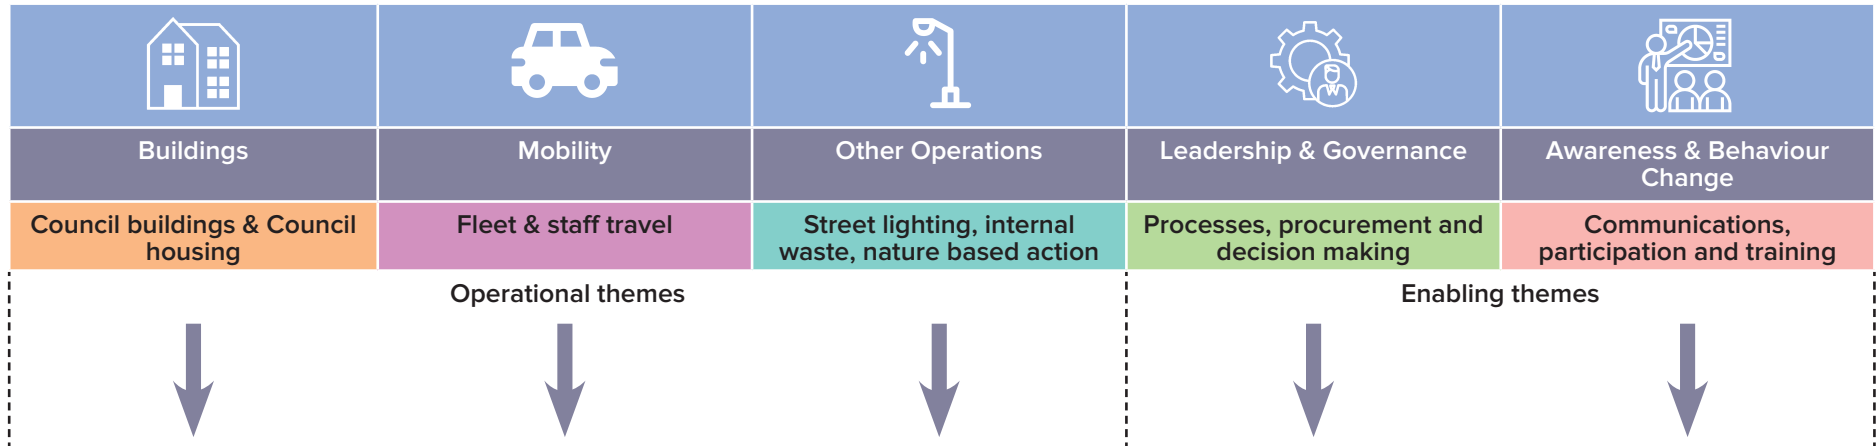 Buildings
Mobility
Other Operations
Leadership & Governance
Awareness & Behaviour
Change
Council buildings & Council
housing
Fleet & staff travel
Street lighting, internal
waste, nature based action
Processes, procurement and
decision making
Communications,
participation and training
Operational themes
Enabling themes